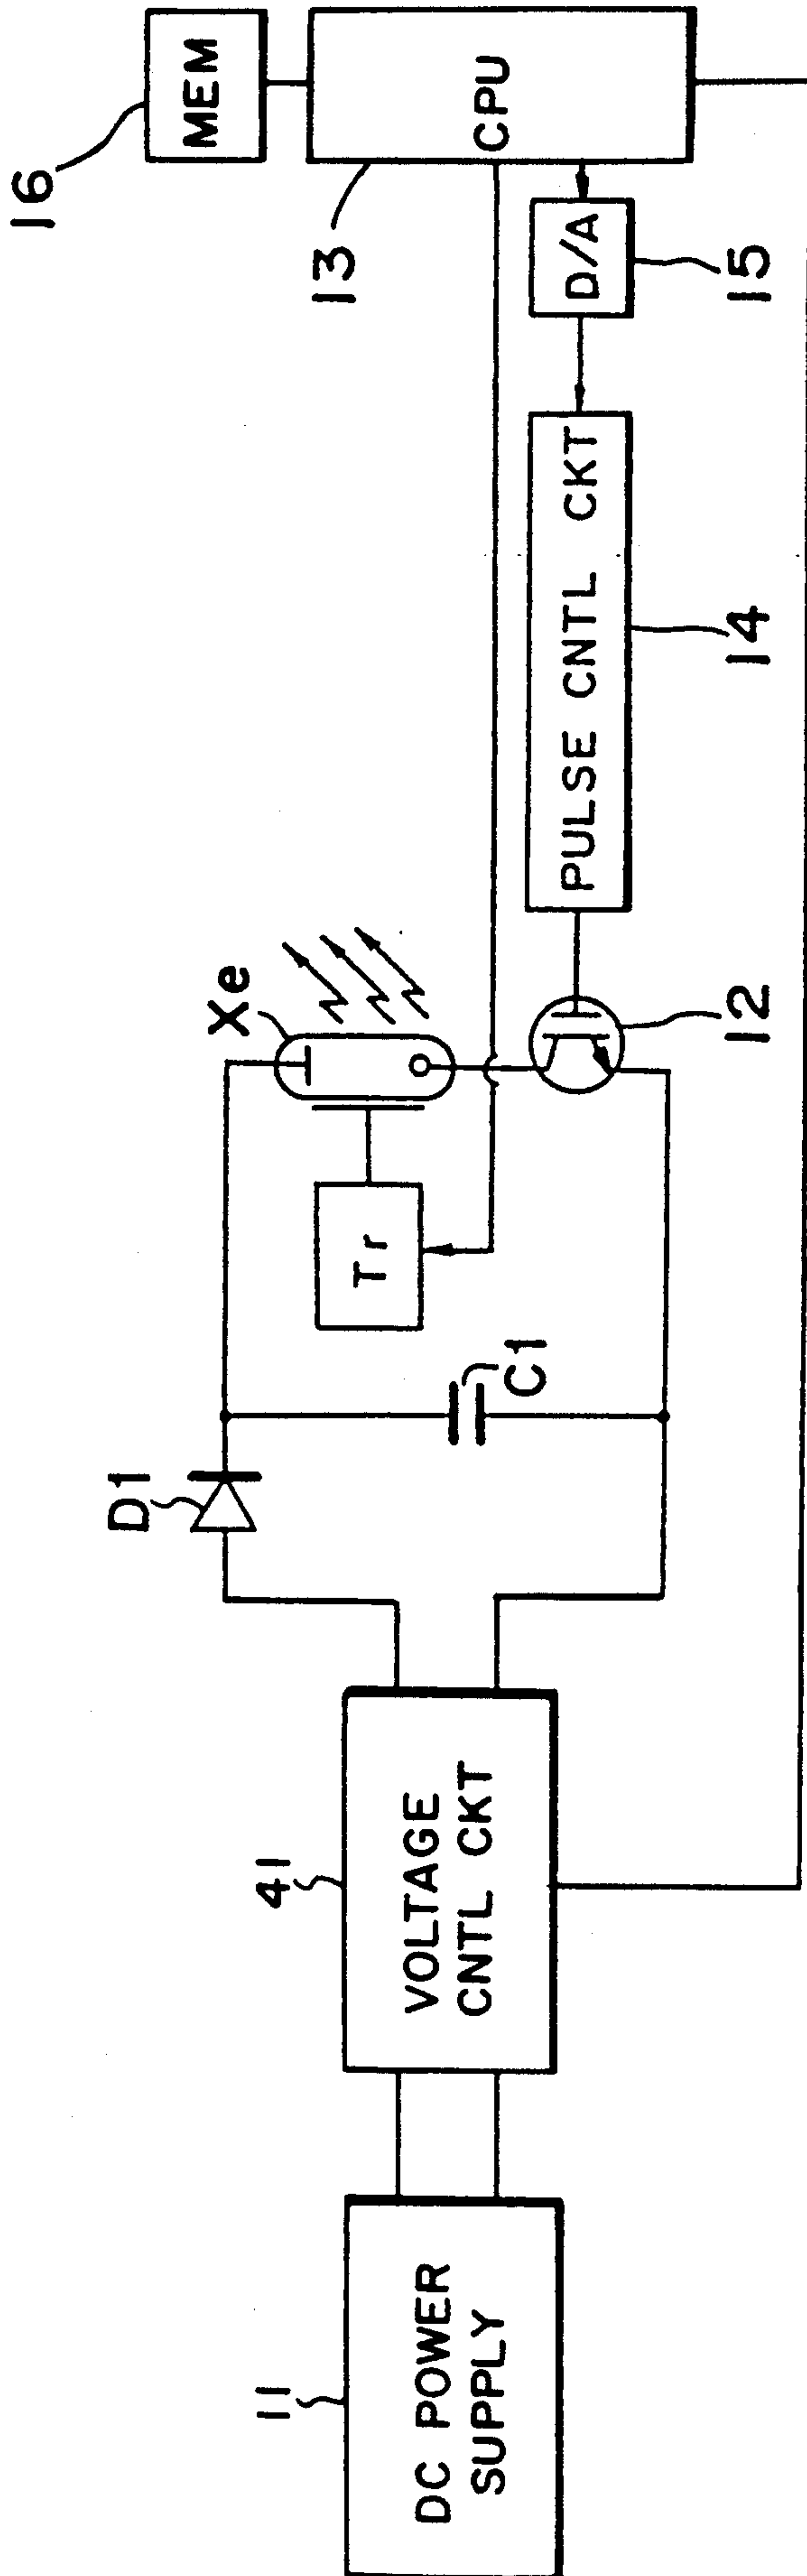 11
DC POWER
SUPPLY
41
VOLTAGE
CNTL CKT
D1
C1
Tr
Xe
12
PULSE CNTL CKT
14
D/A
15
CPU
13
MEM
16